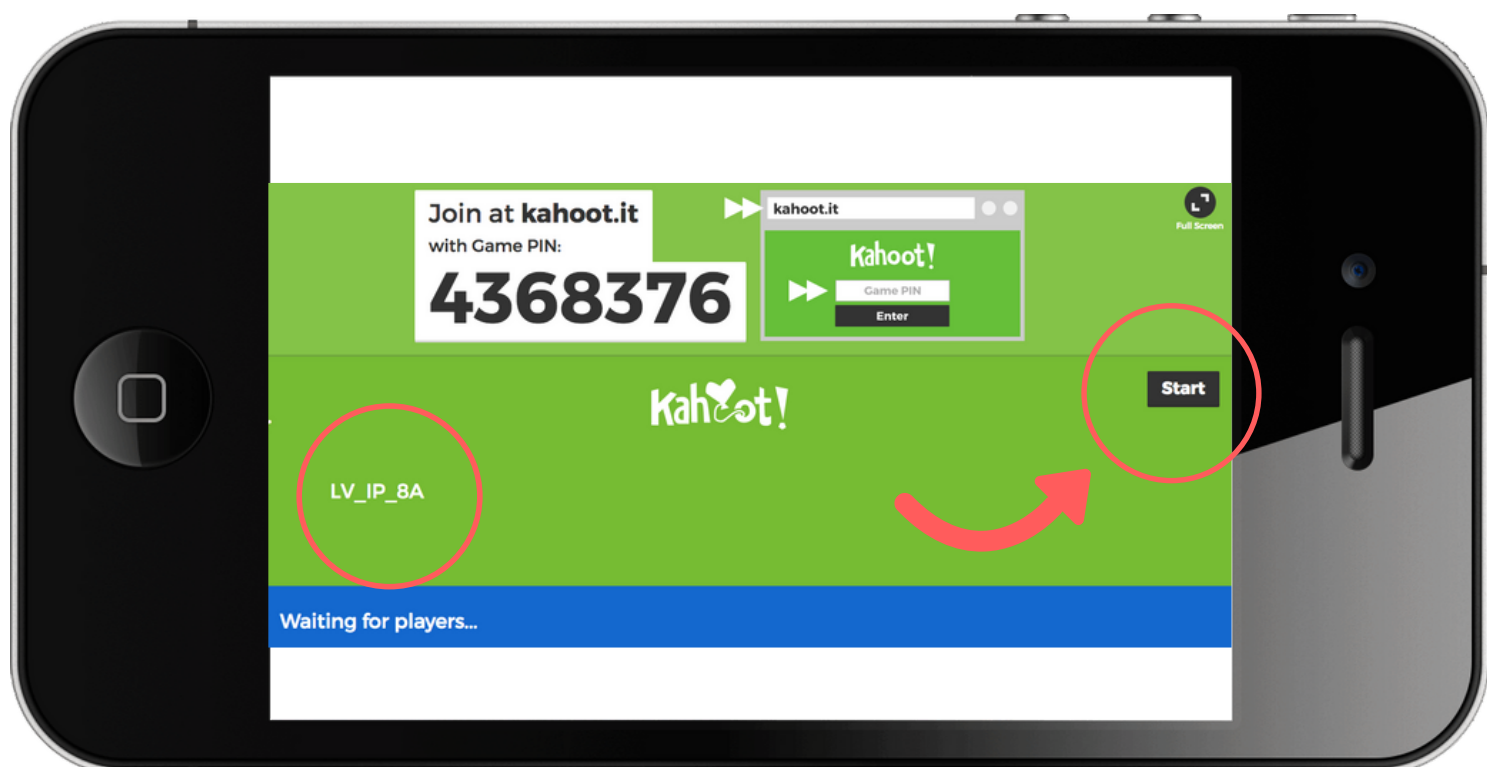 Join at kahoot.it
with Game PIN:
4368376
kahoot.it
Kahoot!
Game PIN
Enter
Full Screen
Kahoot!
Start
LV_IP_8A
Waiting for players...